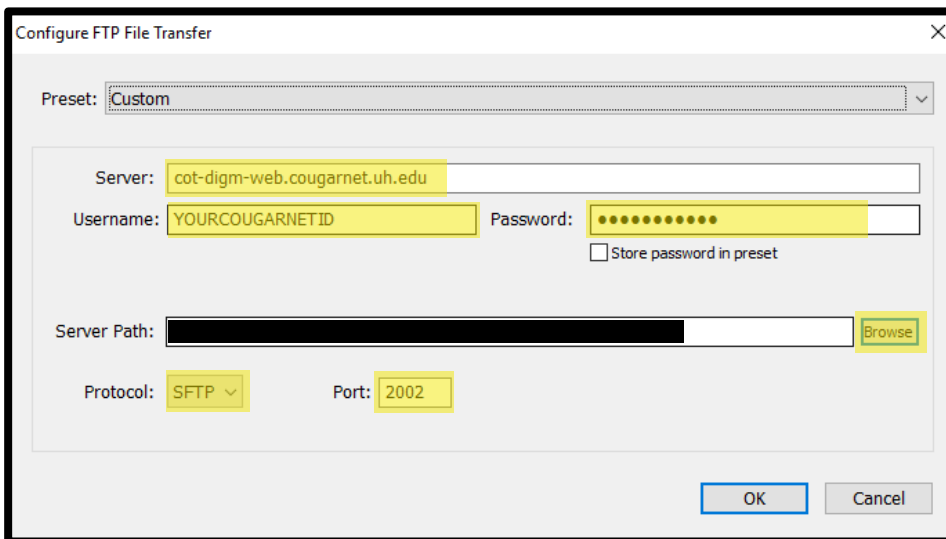 Configure FTP File Transfer
Preset: Custom
Server: cot-digm-web.cougarnet.uh.edu
Username: YOURCOUGARNETID Password: ●●●●●●●●●●●
Store password in preset
Server Path: Browse
Protocol: SFTP Port: 2002
OK Cancel